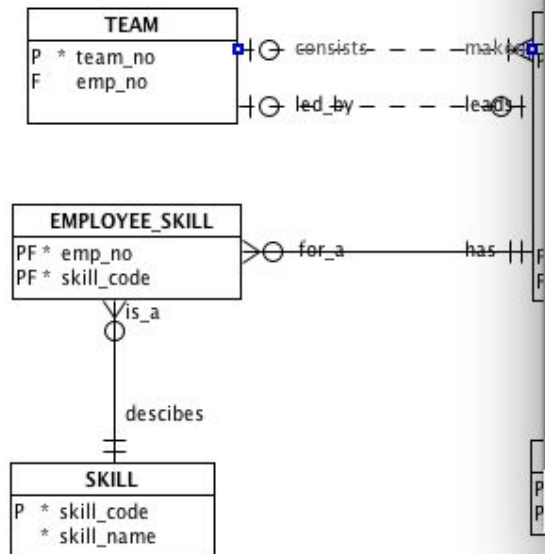 TEAM
P * team_no
F emp_no
consists
led_by
leads
EMPLOYEE_SKILL
PF * emp_no
PF * skill_code
for_a
has
is_a
descibes
SKILL
P * skill_code
* skill_name
F
F
P
P